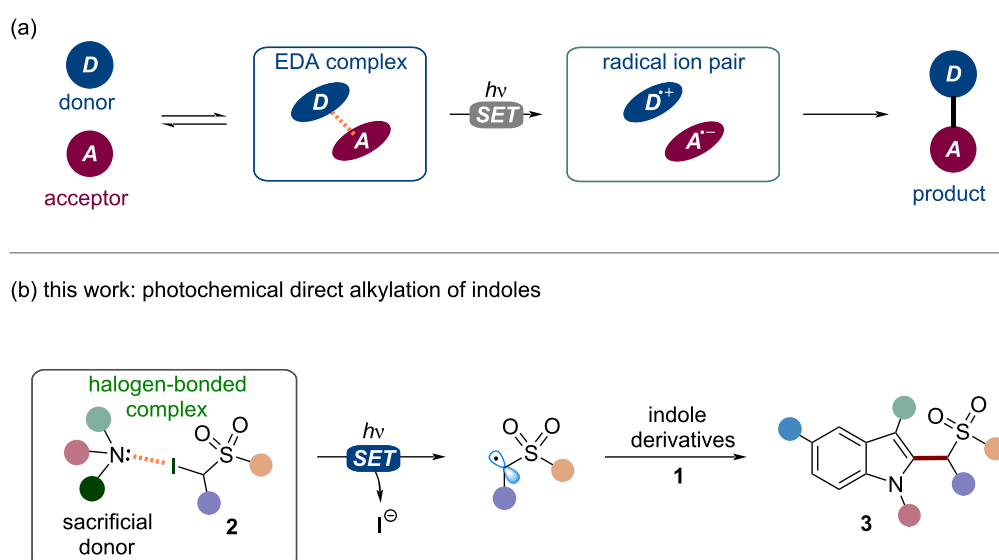 (a)
D
donor
A
acceptor
EDA complex
D
A
hν
SET
radical ion pair
D•+
A•−
D
A
product
(b) this work: photochemical direct alkylation of indoles
halogen-bonded
complex
N:
I
O
O
S
sacrificial
donor
2
hν
SET
I⊖
O
O
S
indole
derivatives
1
O
O
S
N
3